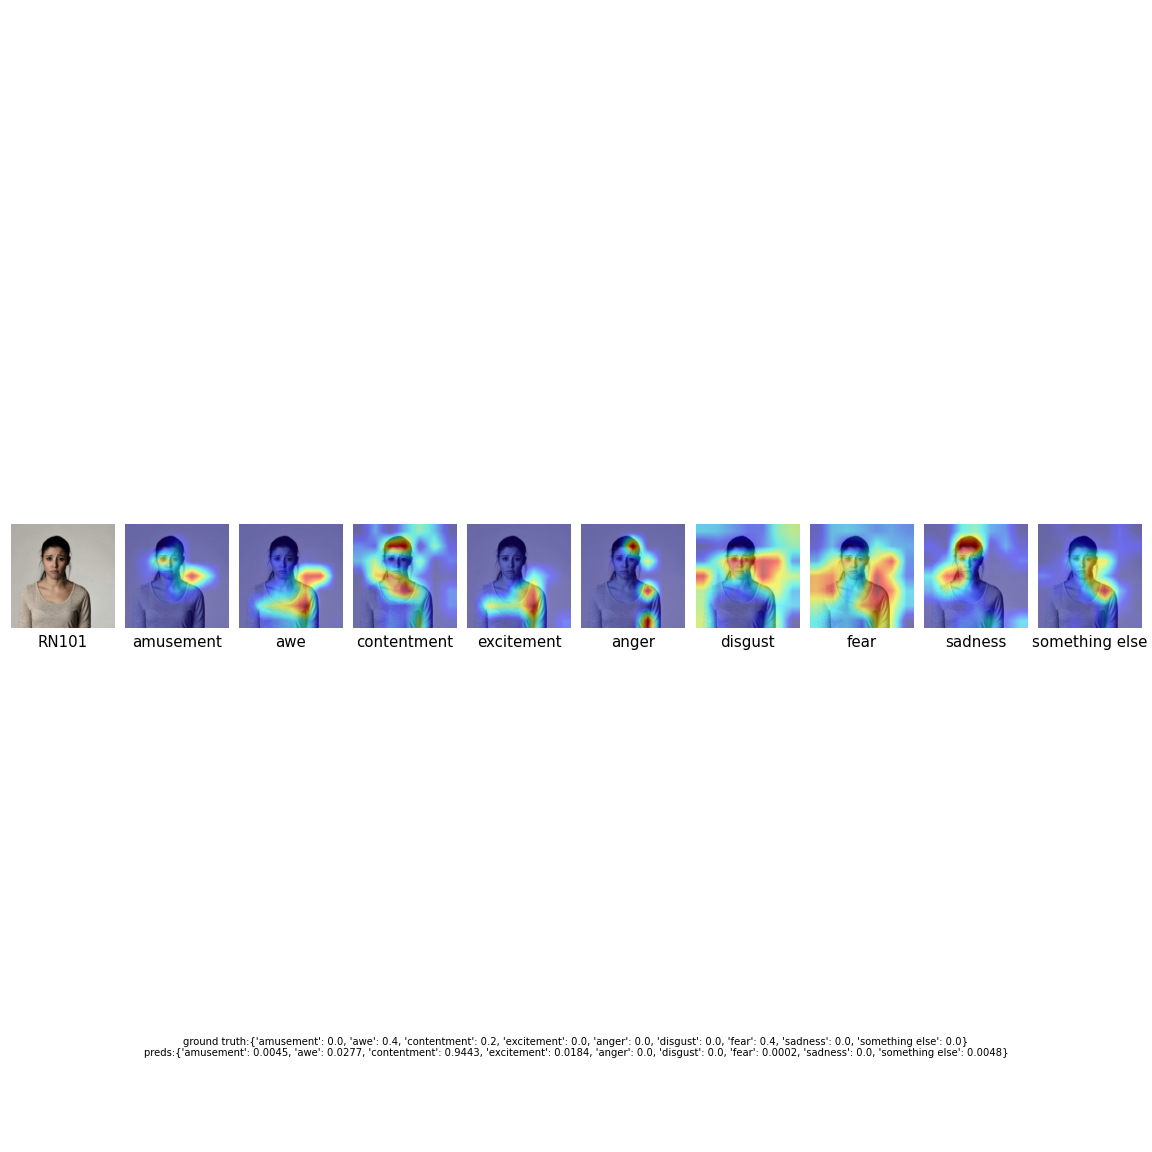 RN101 amusement awe contentment excitement anger disgust fear sadness something else
ground truth:{'amusement': 0.0, 'awe': 0.4, 'contentment': 0.2, 'excitement': 0.0, 'anger': 0.0, 'disgust': 0.0, 'fear': 0.4, 'sadness': 0.0, 'something else': 0.0}
preds:{'amusement': 0.0045, 'awe': 0.0277, 'contentment': 0.9443, 'excitement': 0.0184, 'anger': 0.0, 'disgust': 0.0, 'fear': 0.0002, 'sadness': 0.0, 'something else': 0.0048}